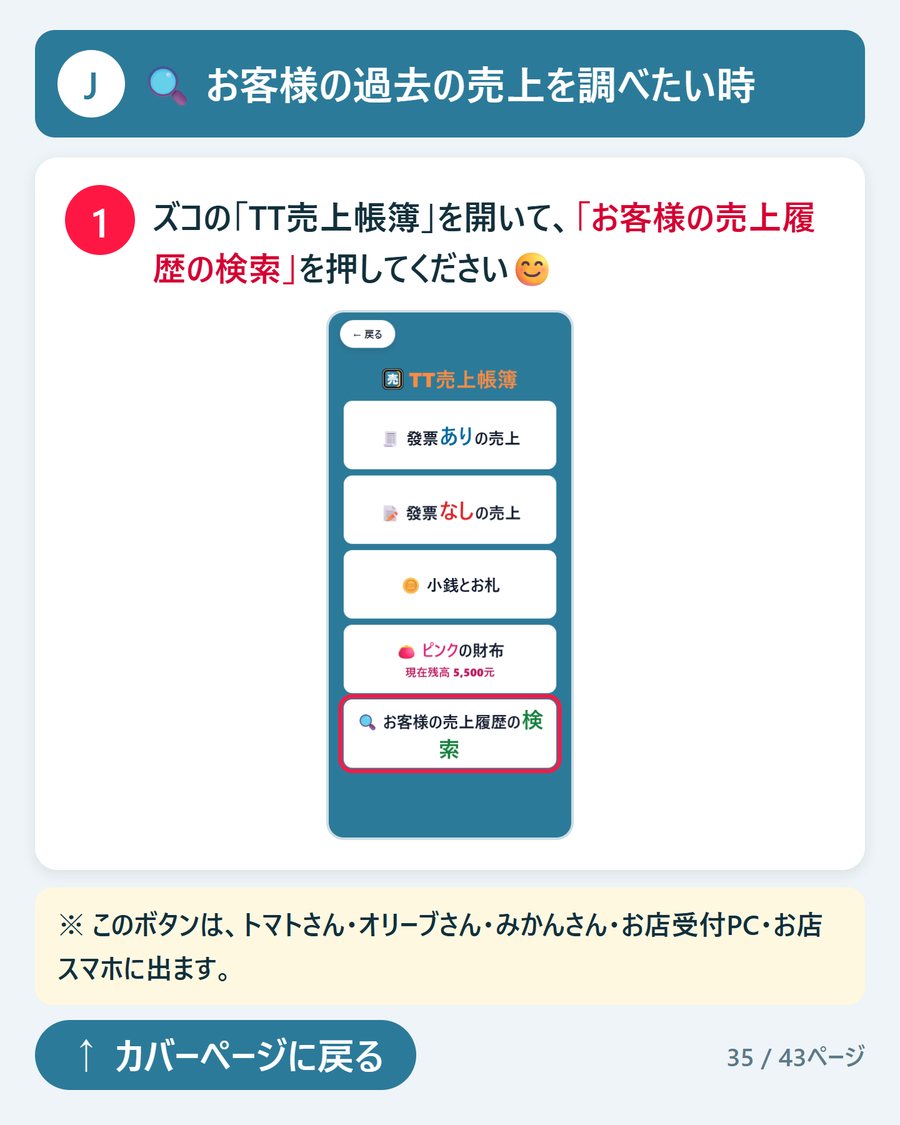 J 🔍 お客様の過去の売上を調べたい時
1 ズコの「TT売上帳簿」を開いて、「お客様の売上履
歴の検索」を押してください😊
← 戻る
売 TT売上帳簿
發票ありの売上
發票なしの売上
小銭とお札
ピンクの財布
現在残高 5,500元
お客様の売上履歴の検
索
※ このボタンは、トマトさん・オリーブさん・みかんさん・お店受付PC・お店
スマホに出ます。
↑ カバーページに戻る
35 / 43ページ